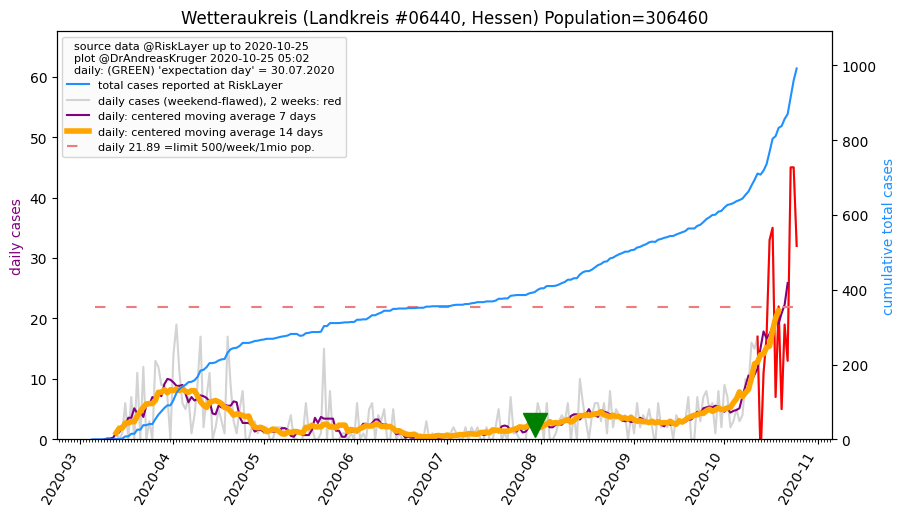 Wetteraukreis (Landkreis #06440, Hessen) Population=306460
source data @RiskLayer up to 2020-10-25
plot @DrAndreasKruger 2020-10-25 05:02
daily: (GREEN) 'expectation day' = 30.07.2020
total cases reported at RiskLayer
daily cases (weekend-flawed), 2 weeks: red
daily: centered moving average 7 days
daily: centered moving average 14 days
daily 21.89 =limit 500/week/1mio pop.
daily cases
60
50
40
30
20
10
0
cumulative total cases
1000
800
600
400
200
0
2020-03
2020-04
2020-05
2020-06
2020-07
2020-08
2020-09
2020-10
2020-11